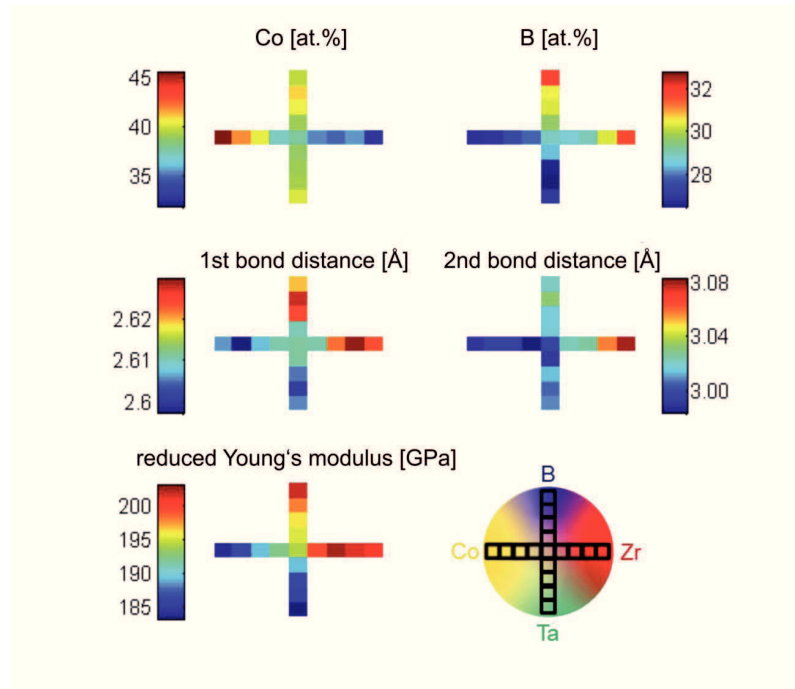 Co [at.%]
B [at.%]
45
40
35
32
30
28
1st bond distance [Å]
2nd bond distance [Å]
2.62
2.61
2.6
3.08
3.04
3.00
reduced Young‘s modulus [GPa]
200
195
190
185
B
Co
Zr
Ta